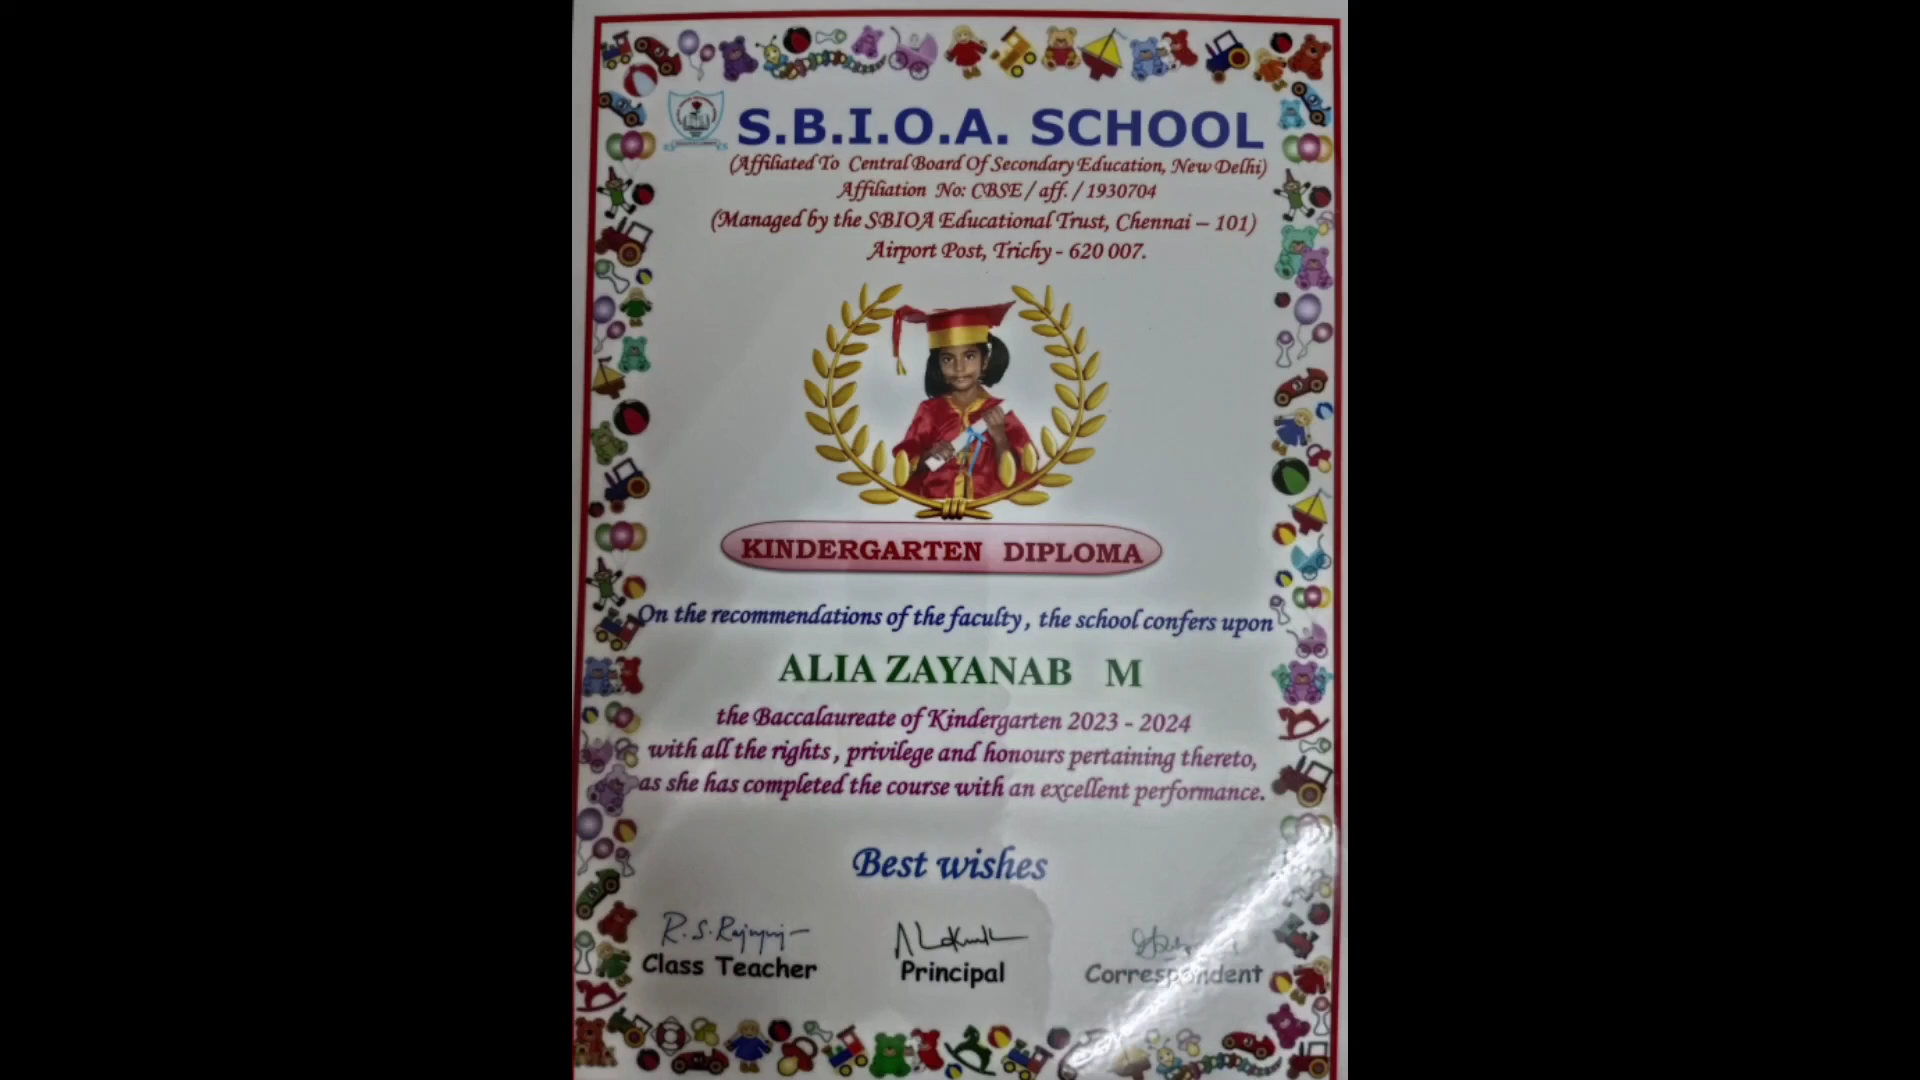 S.B.I.O.A. SCHOOL
(Affiliated To Central Board Of Secondary Education, New Delhi)
Affiliation No: CBSE / aff. / 1930704
(Managed by the SBIOA Educational Trust, Chennai – 101)
Airport Post, Trichy - 620 007.
KINDERGARTEN DIPLOMA
On the recommendations of the faculty, the school confers upon
ALIA ZAYANAB M
the Baccalaureate of Kindergarten 2023 - 2024
with all the rights, privilege and honours pertaining thereto,
as she has completed the course with an excellent performance.
Best wishes
Class Teacher Principal Correspondent